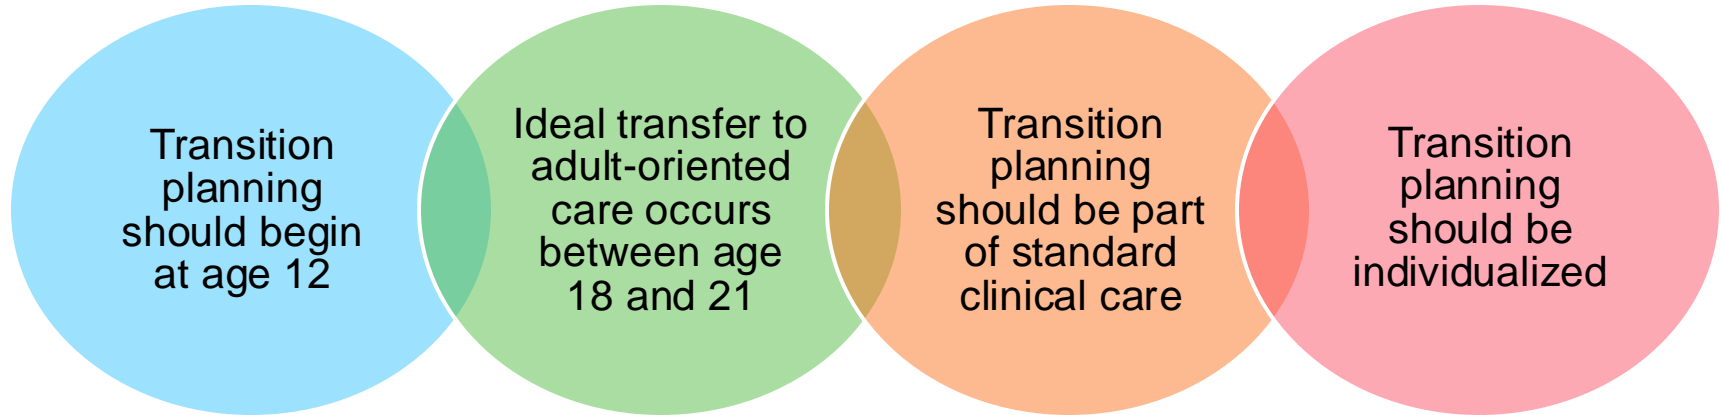 Transition
planning
should begin
at age 12
Ideal transfer to
adult-oriented
care occurs
between age
18 and 21
Transition
planning
should be part
of standard
clinical care
Transition
planning
should be
individualized